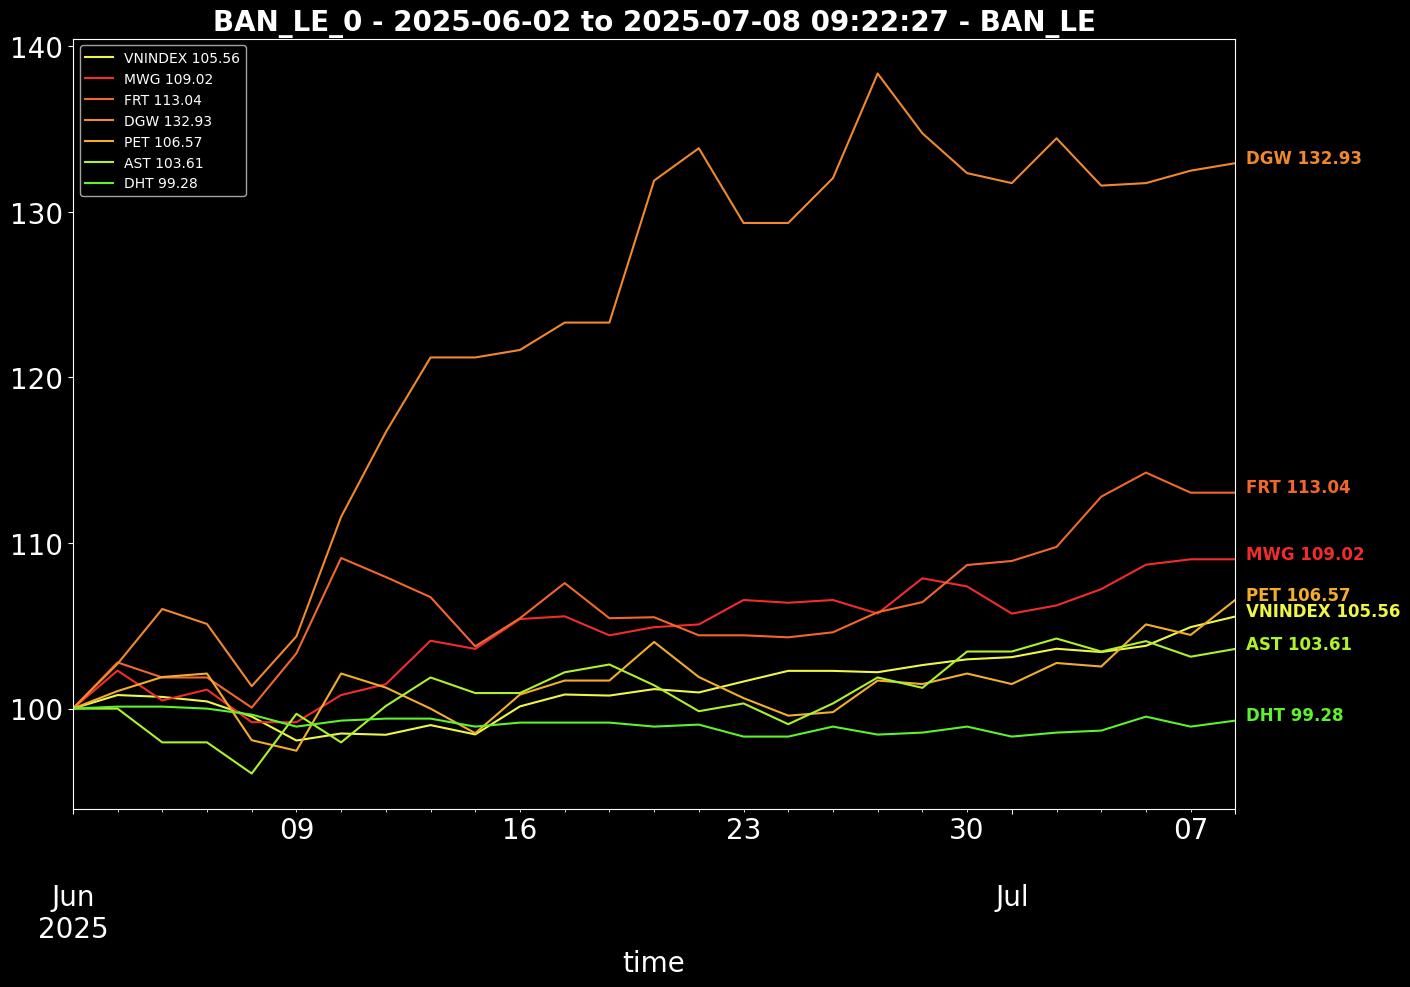 BAN_LE_0 - 2025-06-02 to 2025-07-08 09:22:27 - BAN_LE
140
130
120
110
100
VNINDEX 105.56
MWG 109.02
FRT 113.04
DGW 132.93
PET 106.57
AST 103.61
DHT 99.28
DGW 132.93
FRT 113.04
MWG 109.02
PET 106.57
VNINDEX 105.56
AST 103.61
DHT 99.28
09 16 23 30 07
Jun Jul
2025
time